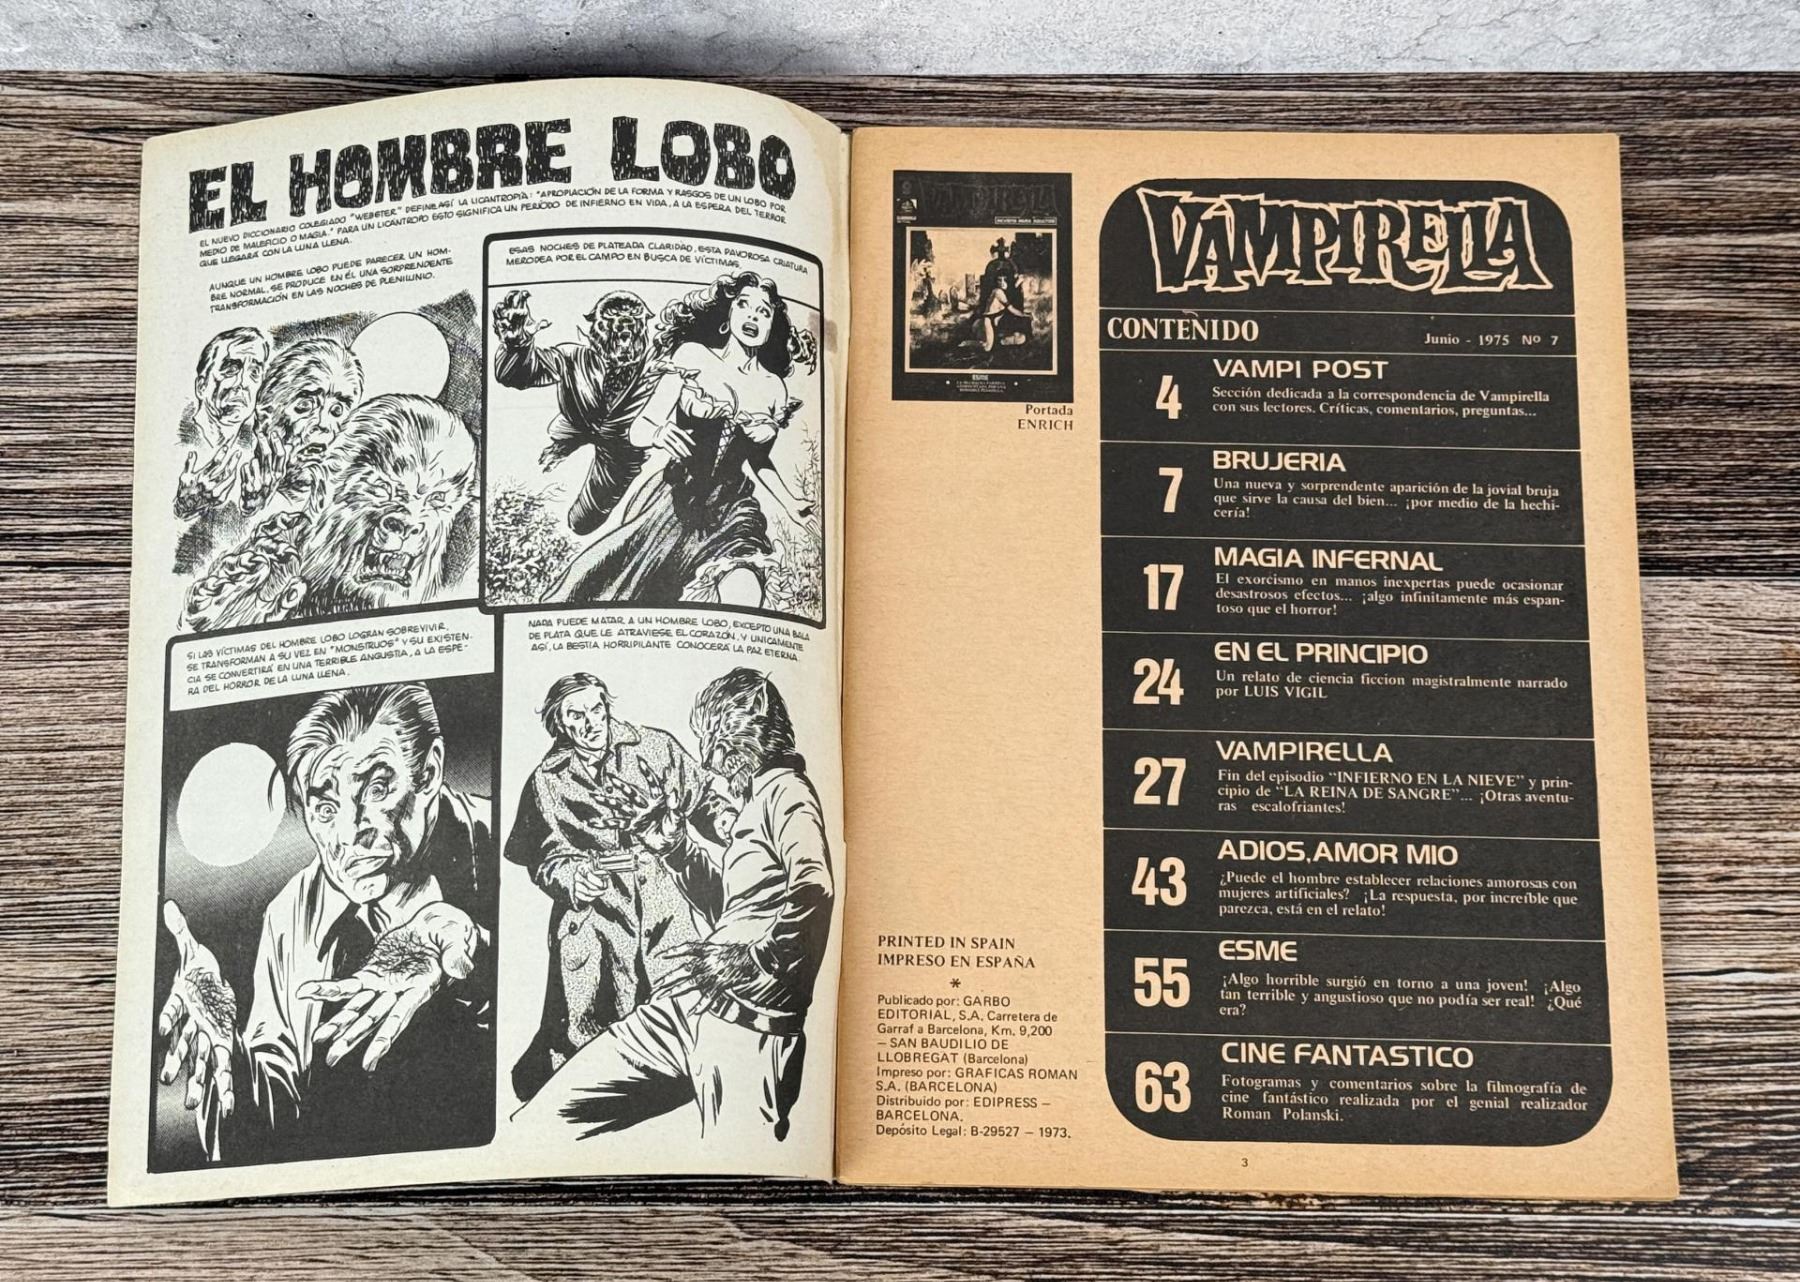 EL HOMBRE LOBO
EL NUEVO DICCIONARIO COLEGIADO "WEBSTER" DEFINE ASÍ LA LICANTROPÍA: "APROPIACIÓN DE LA FORMA Y RASGOS DE UN LOBO POR
MEDIO DE MALEFICIO O MAGIA." PARA UN LICÁNTROPO ESTO SIGNIFICA UN PERÍODO DE INFIERNO EN VIDA, A LA ESPERA DEL TERROR
QUE LLEGARÁ CON LA LUNA LLENA.
AUNQUE UN HOMBRE LOBO PUEDE PARECER UN HOM-
BRE NORMAL, SE PRODUCE EN ÉL UNA SORPRENDENTE
TRANSFORMACIÓN EN LAS NOCHES DE PLENILUNIO.
ESAS NOCHES DE PLATEADA CLARIDAD, ESTA PAVOROSA CRIATURA
MERODEA POR EL CAMPO EN BUSCA DE VÍCTIMAS.
SI LAS VÍCTIMAS DEL HOMBRE LOBO LOGRAN SOBREVIVIR,
SE TRANSFORMAN A SU VEZ EN "MONSTRUOS" Y SU EXISTEN-
CIA SE CONVERTIRÁ EN UNA TERRIBLE ANGUSTIA, A LA ESPE-
RA DEL HORROR DE LA LUNA LLENA.
NADA PUEDE MATAR A UN HOMBRE LOBO, EXCEPTO UNA BALA
DE PLATA QUE LE ATRAVIESE EL CORAZÓN, Y UNICAMENTE
ASÍ, LA BESTIA HORRIPILANTE CONOCERÁ LA PAZ ETERNA.
VAMPIRELLA
REVISTA PARA ADULTOS
ESME
Portada
ENRICH
PRINTED IN SPAIN
IMPRESO EN ESPAÑA
*
Publicado por: GARBO
EDITORIAL, S.A. Carretera de
Garraf a Barcelona, Km. 9,200
— SAN BAUDILIO DE
LLOBREGAT (Barcelona)
Impreso por: GRAFICAS ROMAN
S.A. (BARCELONA)
Distribuido por: EDIPRESS —
BARCELONA.
Depósito Legal: B-29527 — 1973.
VAMPIRELLA
CONTENIDO Junio - 1975 Nº 7
4 VAMPI POST
Sección dedicada a la correspondencia de Vampirella
con sus lectores. Críticas, comentarios, preguntas...
7 BRUJERIA
Una nueva y sorprendente aparición de la jovial bruja
que sirve la causa del bien... ¡por medio de la hechi-
cería!
17 MAGIA INFERNAL
El exorcismo en manos inexpertas puede ocasionar
desastrosos efectos... ¡algo infinitamente más espan-
toso que el horror!
24 EN EL PRINCIPIO
Un relato de ciencia ficcion magistralmente narrado
por LUIS VIGIL
27 VAMPIRELLA
Fin del episodio "INFIERNO EN LA NIEVE" y prin-
cipio de "LA REINA DE SANGRE"... ¡Otras aventu-
ras escalofriantes!
43 ADIOS, AMOR MIO
¿Puede el hombre establecer relaciones amorosas con
mujeres artificiales? ¡La respuesta, por increíble que
parezca, está en el relato!
55 ESME
¡Algo horrible surgió en torno a una joven! ¡Algo
tan terrible y angustioso que no podía ser real! ¿Qué
era?
63 CINE FANTASTICO
Fotogramas y comentarios sobre la filmografía de
cine fantástico realizada por el genial realizador
Roman Polanski.
3